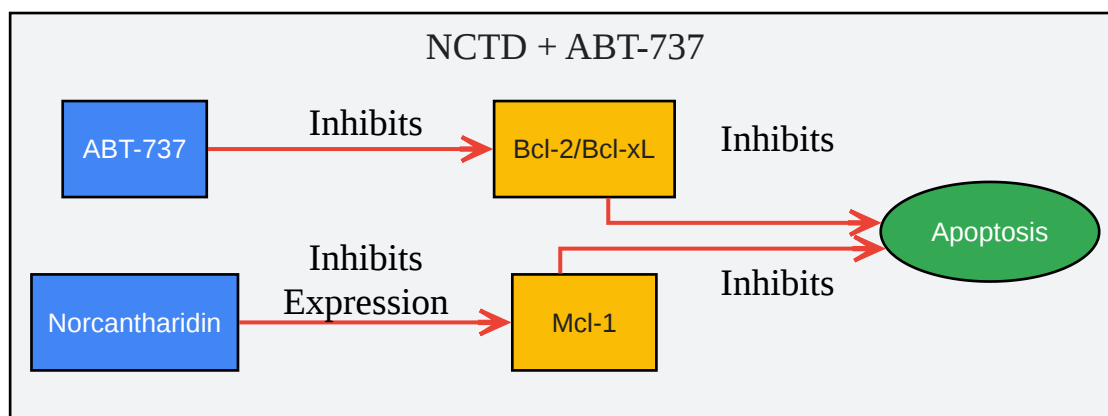 NCTD + ABT-737
ABT-737
Inhibits
Bcl-2/Bcl-xL
Inhibits
Apoptosis
Norcantharidin
Inhibits
Expression
Mcl-1
Inhibits